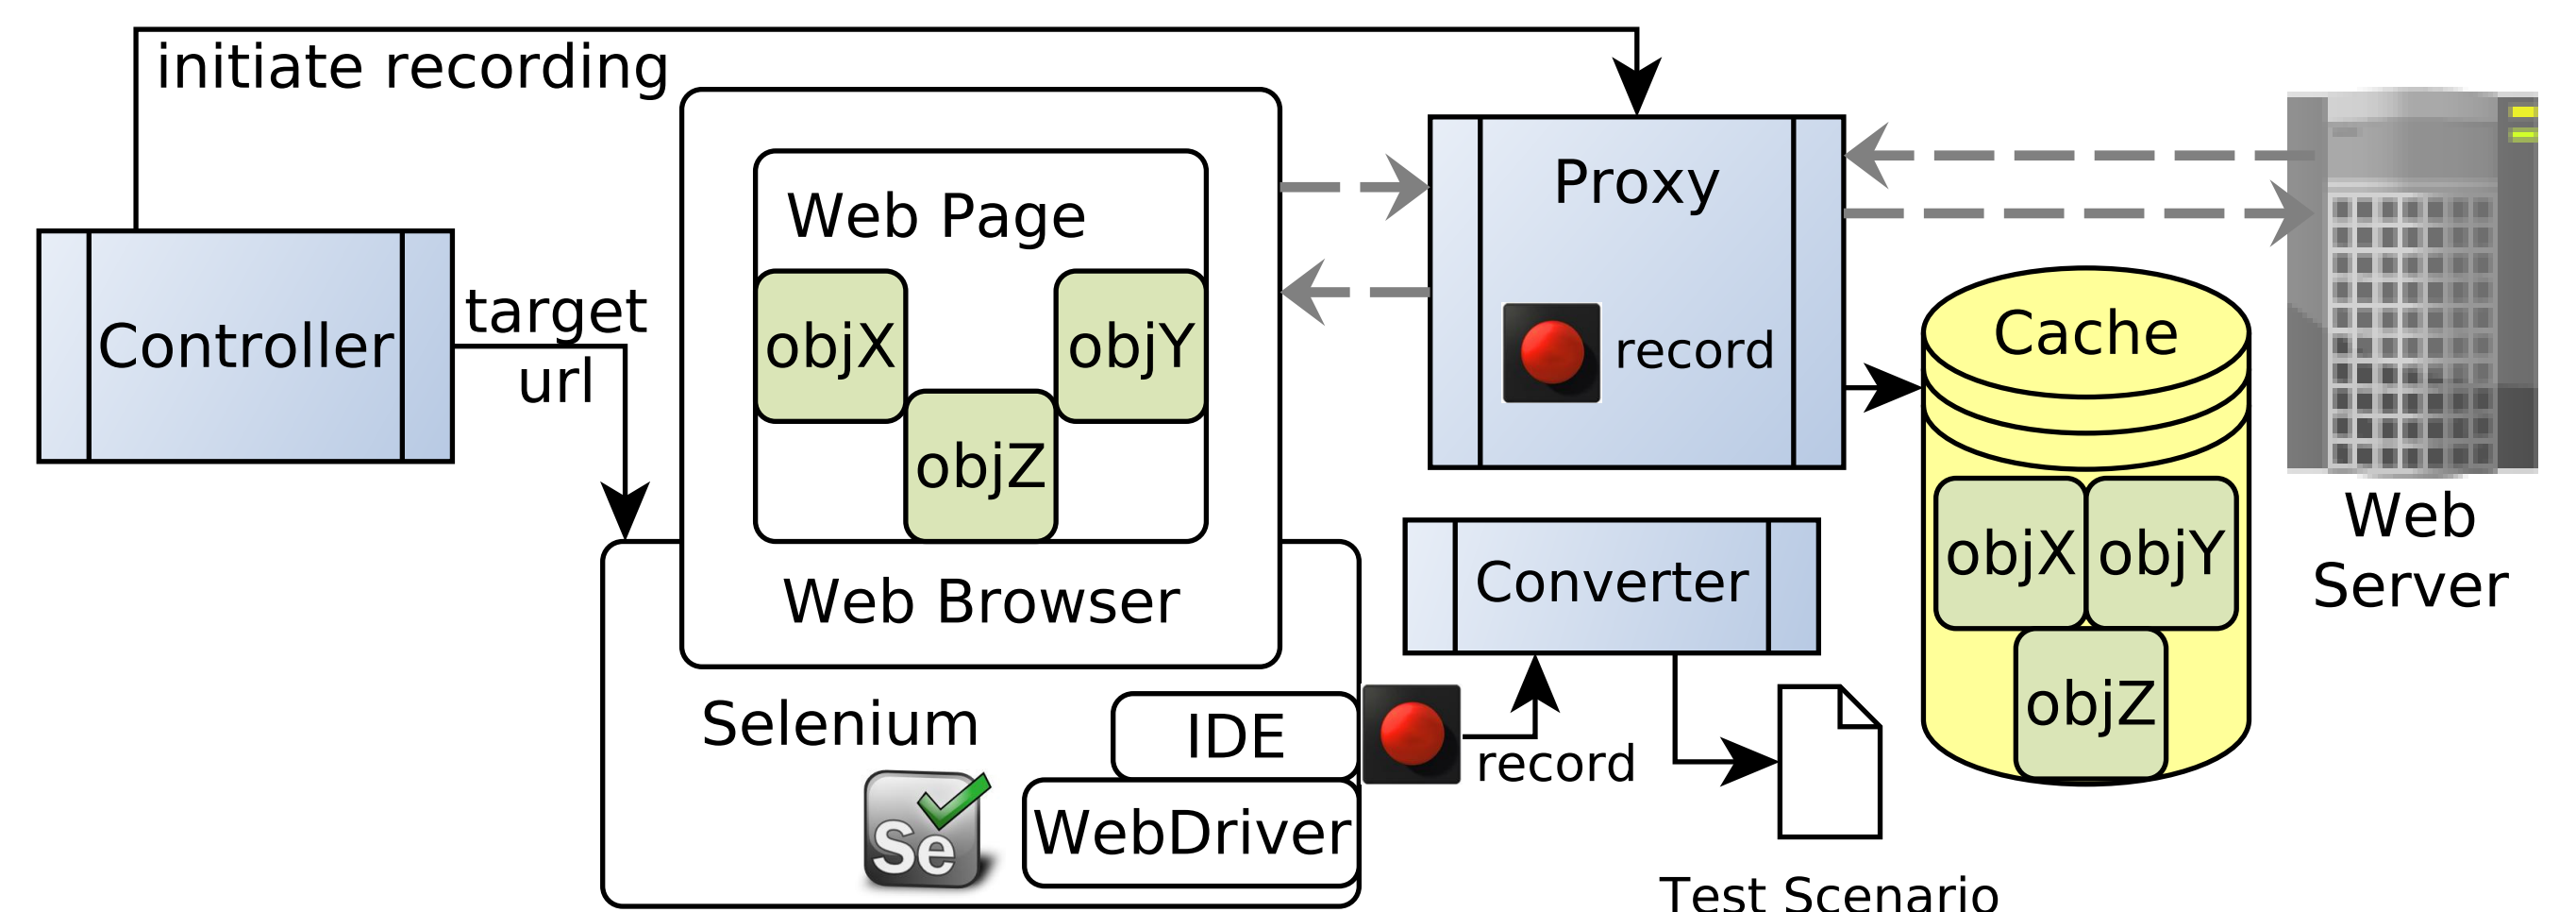 initiate recording
Controller
target
url
Web Page
objX
objY
objZ
Web Browser
Selenium
Se
IDE
WebDriver
record
Proxy
record
Converter
Test Scenario
Cache
objX
objY
objZ
Web
Server